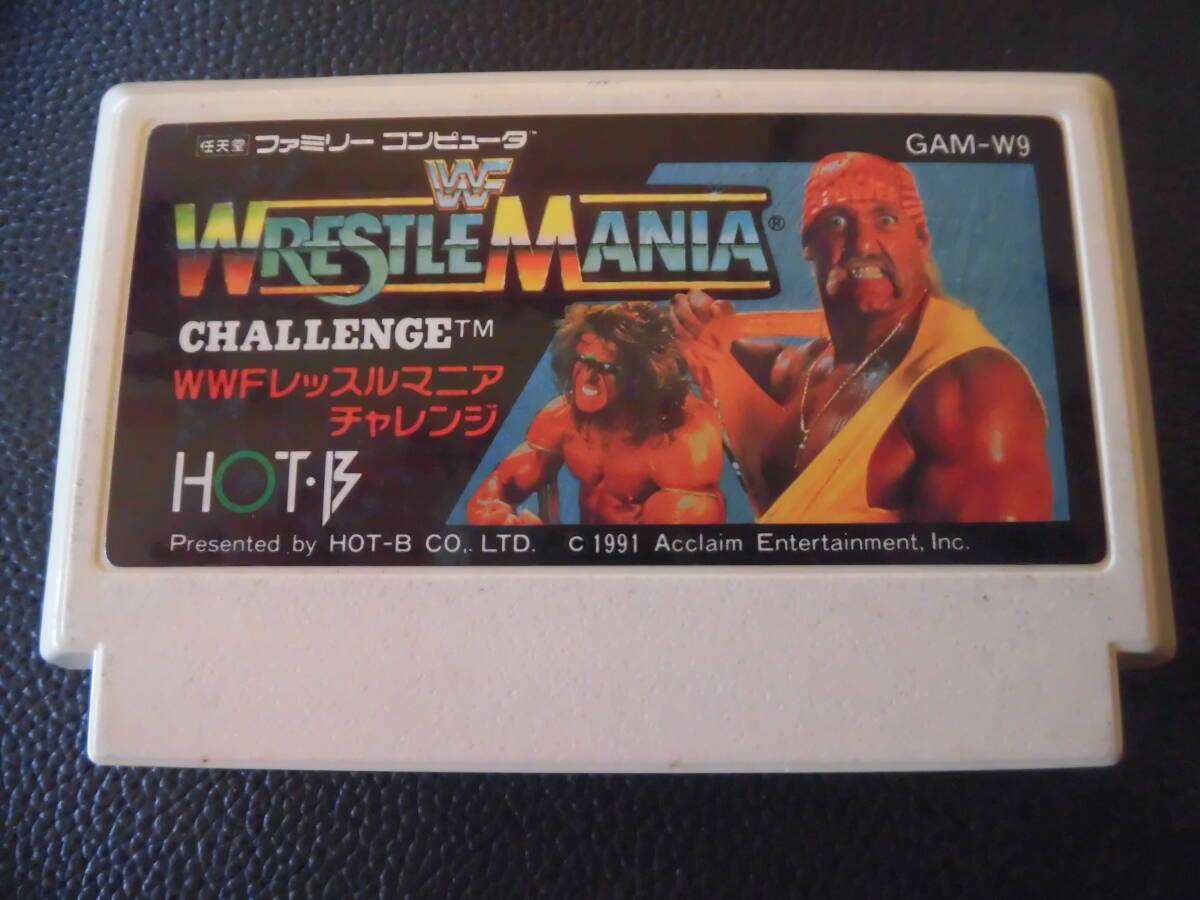 任天堂 ファミリー コンピュータ™ GAM-W9
WWF
WRESTLEMANIA®
CHALLENGE™
WWFレッスルマニア
チャレンジ
HOT・B
Presented by HOT-B CO., LTD. C 1991 Acclaim Entertainment, Inc.